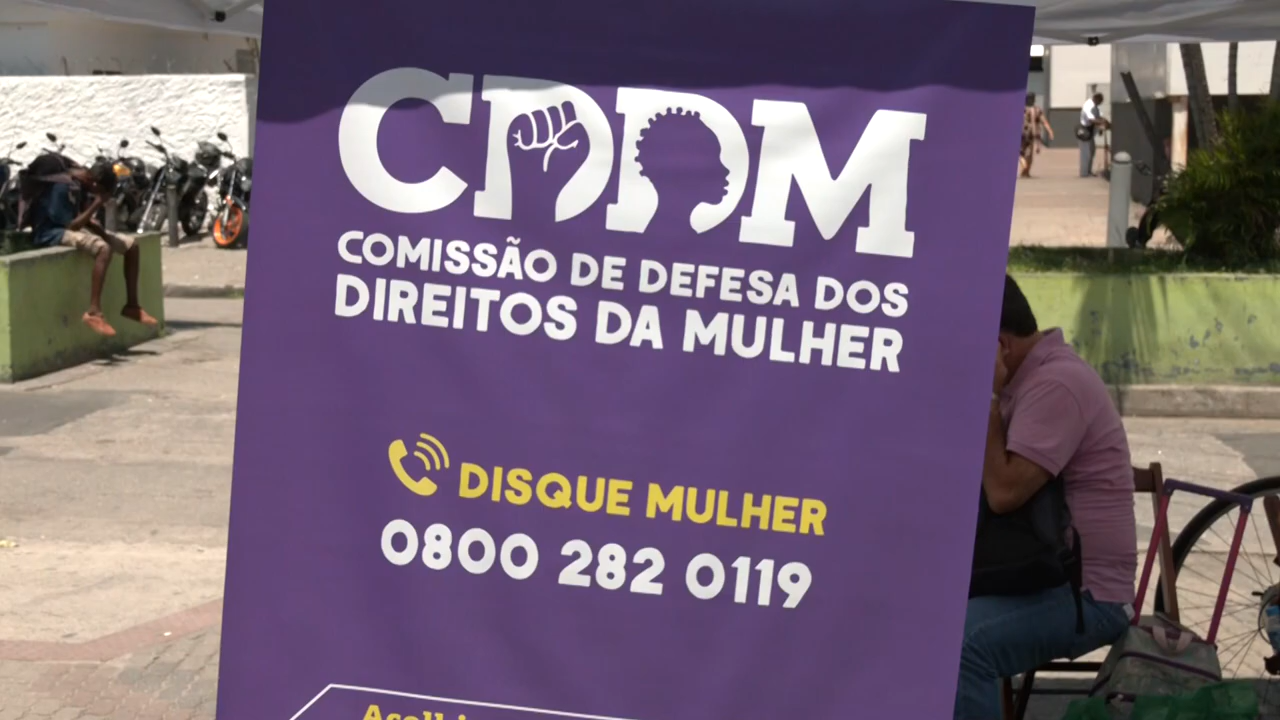 CDDM
COMISSÃO DE DEFESA DOS
DIREITOS DA MULHER
DISQUE MULHER
0800 282 0119